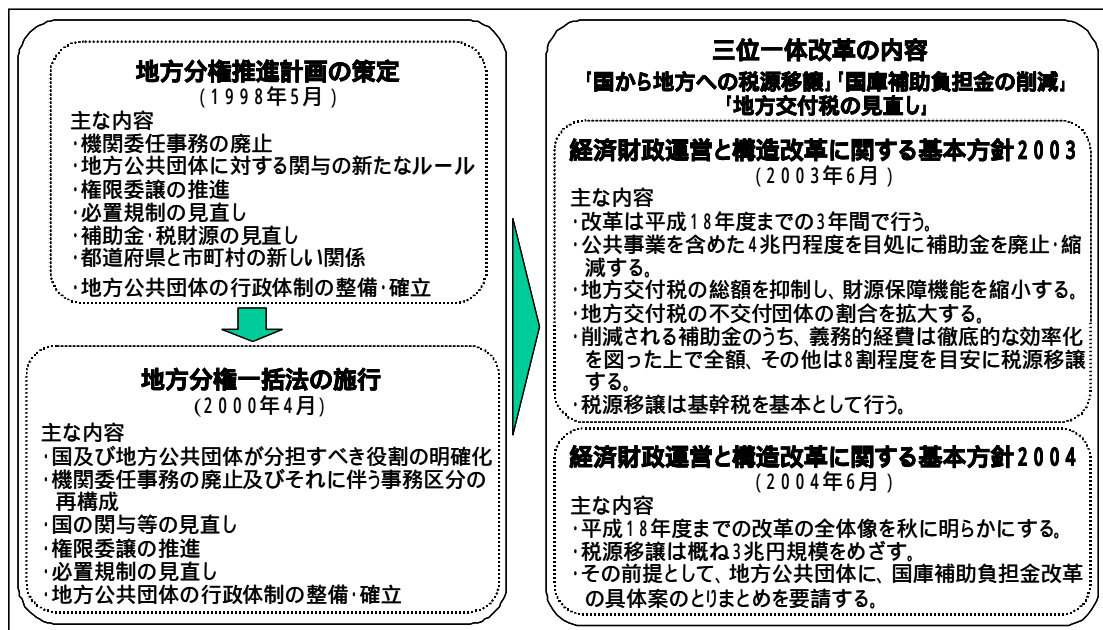 地方分権推進計画の策定
(1998年5月)
主な内容
・機関委任事務の廃止
・地方公共団体に対する関与の新たなルール
・権限委譲の推進
・必置規制の見直し
・補助金・税財源の見直し
・都道府県と市町村の新しい関係
・地方公共団体の行政体制の整備・確立
地方分権一括法の施行
(2000年4月)
主な内容
・国及び地方公共団体が分担すべき役割の明確化
・機関委任事務の廃止及びそれに伴う事務区分の
再構成
・国の関与等の見直し
・権限委譲の推進
・必置規制の見直し
・地方公共団体の行政体制の整備・確立
三位一体改革の内容
「国から地方への税源移譲」「国庫補助負担金の削減」
「地方交付税の見直し」
経済財政運営と構造改革に関する基本方針2003
(2003年6月)
主な内容
・改革は平成18年度までの3年間で行う。
・公共事業を含めた4兆円程度を目処に補助金を廃止・縮
減する。
・地方交付税の総額を抑制し、財源保障機能を縮小する。
・地方交付税の不交付団体の割合を拡大する。
・削減される補助金のうち、義務的経費は徹底的な効率化
を図った上で全額、その他は8割程度を目安に税源移譲
する。
・税源移譲は基幹税を基本として行う。
経済財政運営と構造改革に関する基本方針2004
(2004年6月)
主な内容
・平成18年度までの改革の全体像を秋に明らかにする。
・税源移譲は概ね3兆円規模をめざす。
・その前提として、地方公共団体に、国庫補助負担金改革
の具体案のとりまとめを要請する。